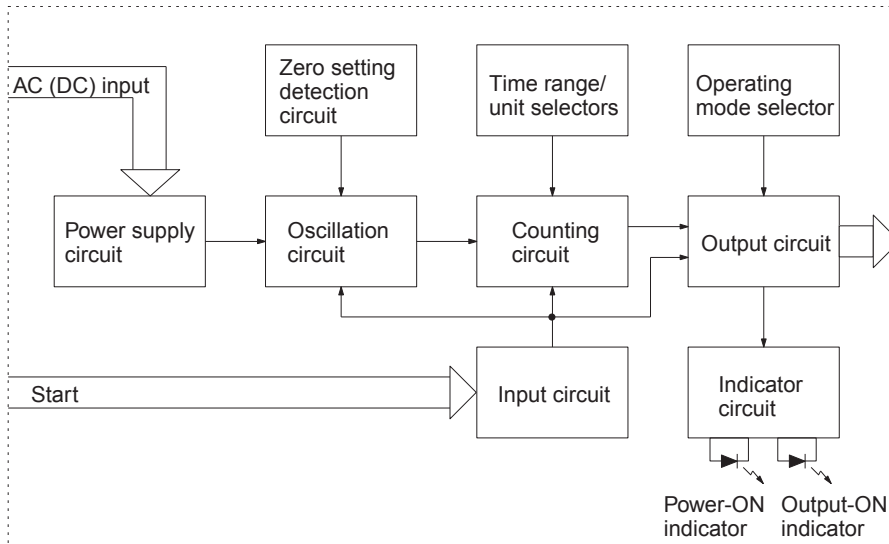 AC (DC) input
Zero setting
detection
circuit
Time range/
unit selectors
Operating
mode selector
Power supply
circuit
Oscillation
circuit
Counting
circuit
Output circuit
Start
Input circuit
Indicator
circuit
Power-ON
indicator
Output-ON
indicator